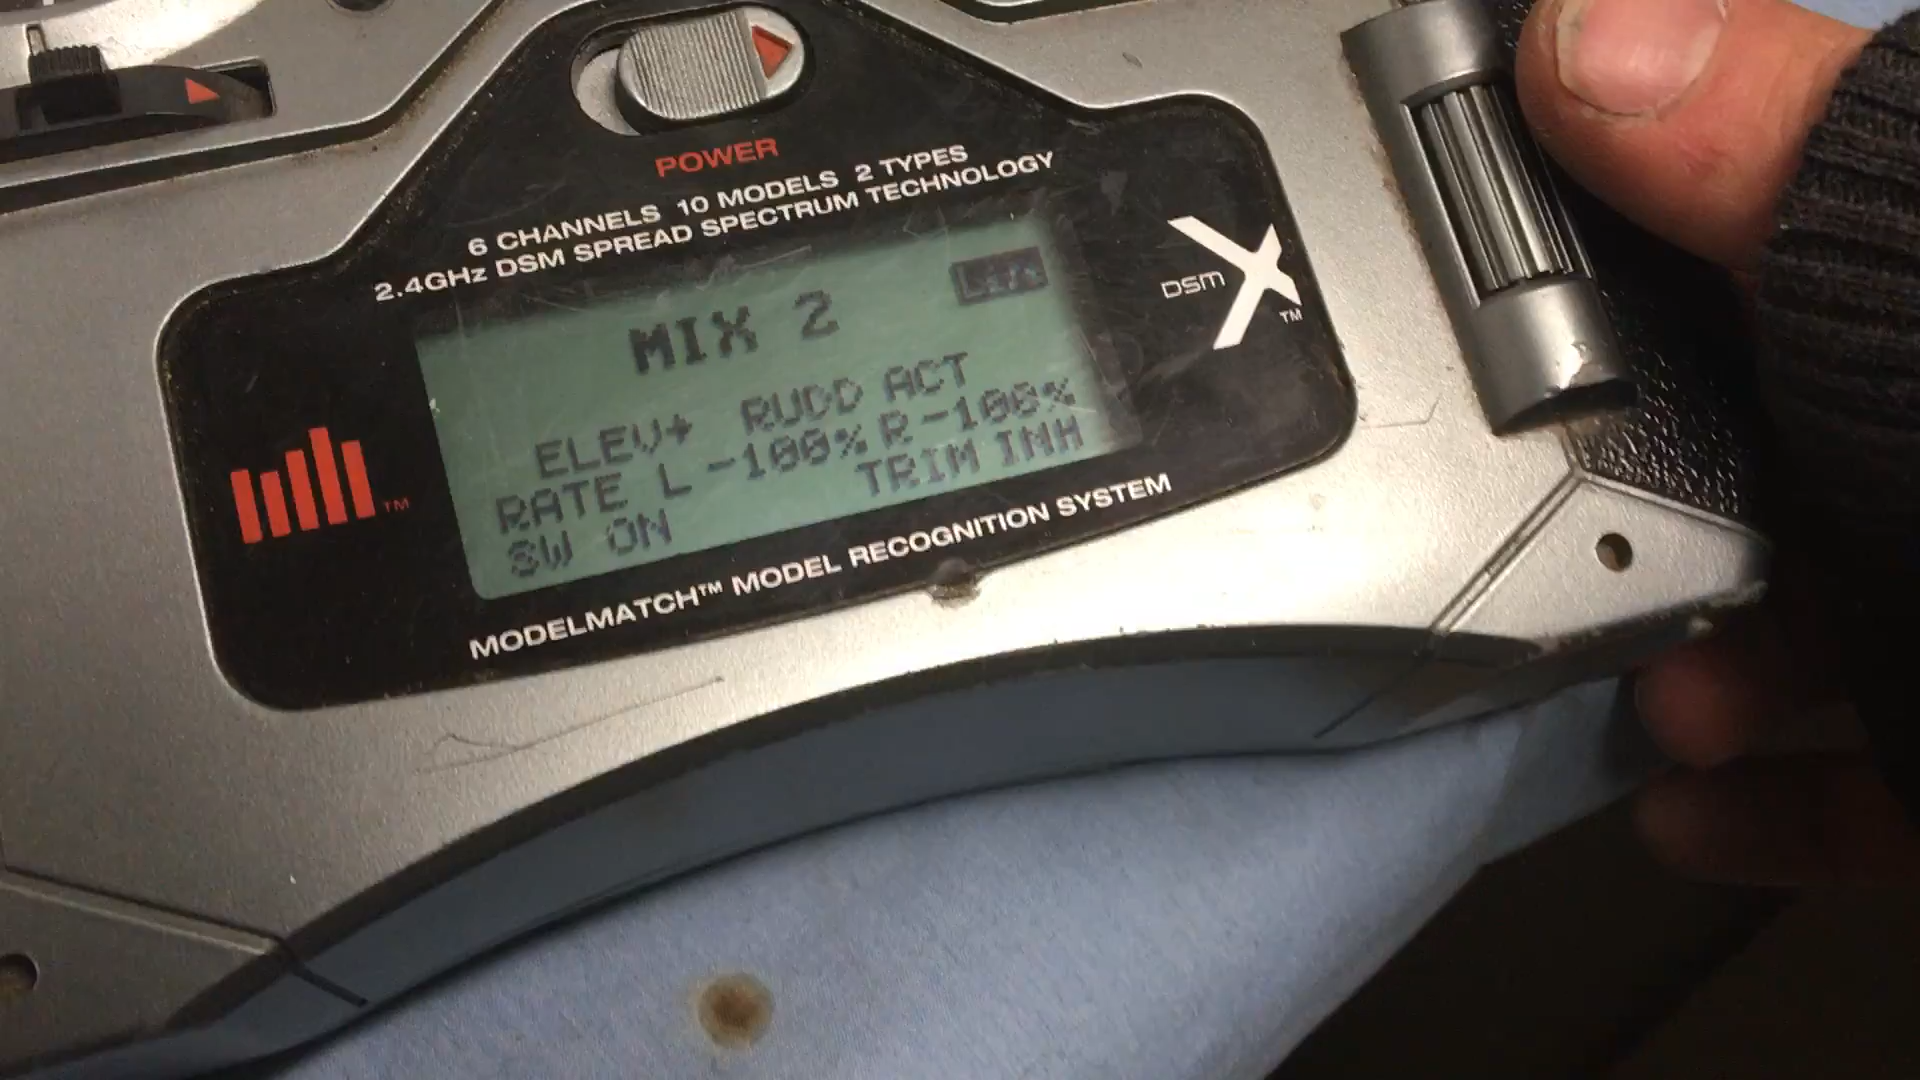 POWER
6 CHANNELS 10 MODELS 2 TYPES
2.4GHz DSM SPREAD SPECTRUM TECHNOLOGY
MIX 2
ELEV+ RUDD ACT
RATE L -100% R -100%
SW ON TRIM INH
DSM X™
™
MODELMATCH™ MODEL RECOGNITION SYSTEM